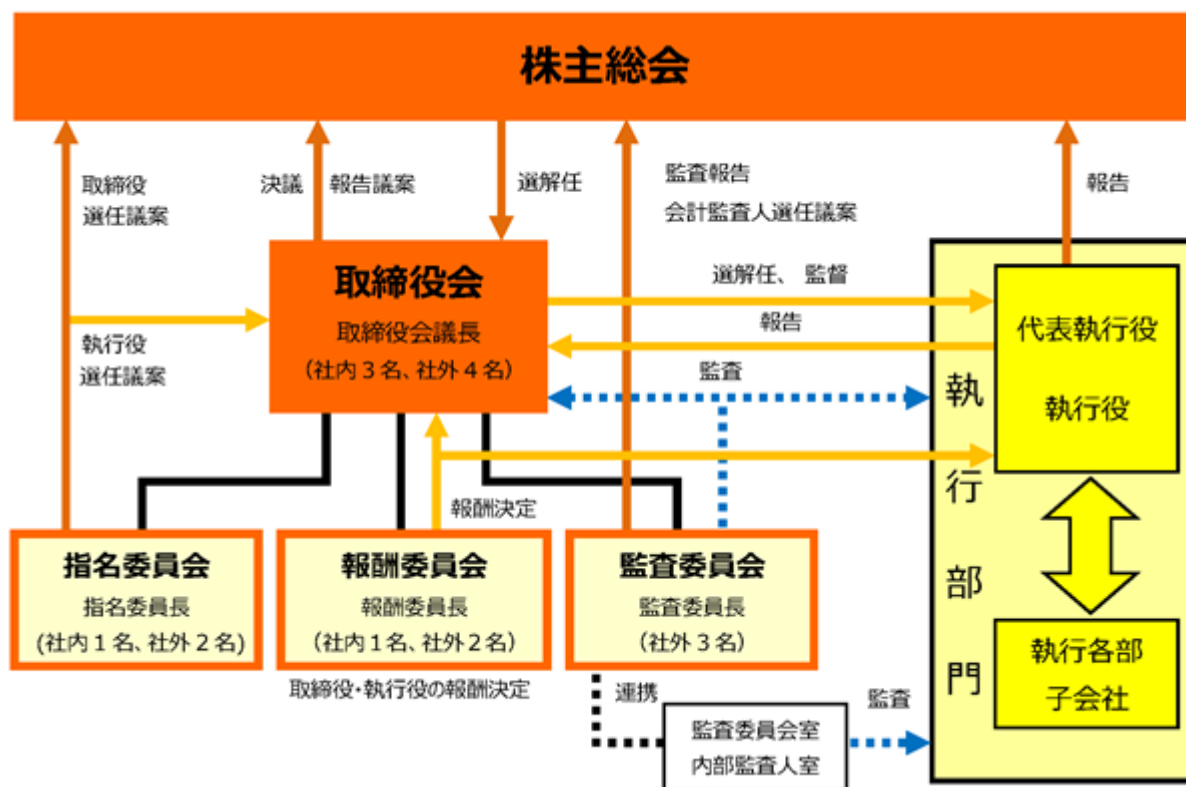 株主総会
取締役
選任議案
決議
報告議案
選解任
監査報告
会計監査人選任議案
報告
取締役会
取締役会議長
（社内3名、社外4名）
選解任、監督
報告
監査
執行役
選任議案
執行部門
代表執行役
執行役
報酬決定
指名委員会
指名委員長
(社内1名、社外2名)
報酬委員会
報酬委員長
（社内1名、社外2名）
監査委員会
監査委員長
（社外3名）
執行各部
子会社
取締役・執行役の報酬決定
連携
監査委員会室
内部監査人室
監査